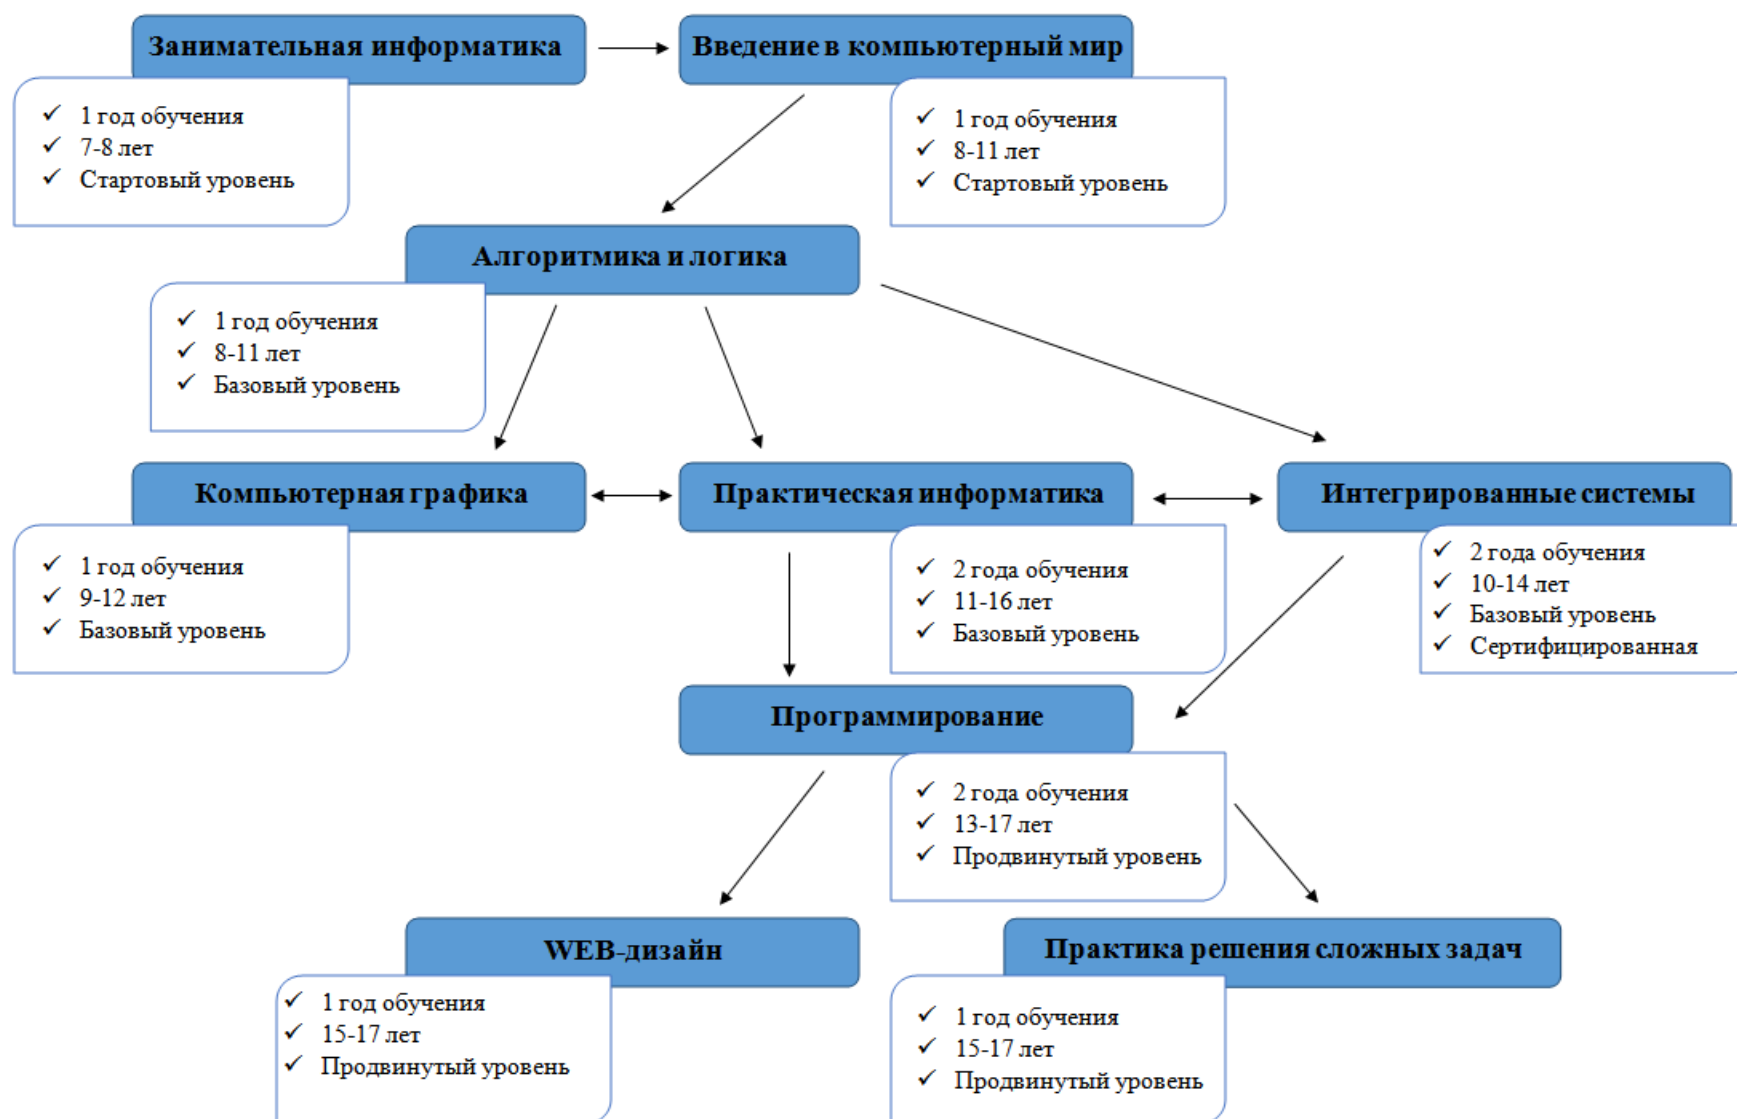 Занимательная информатика
Введение в компьютерный мир
✓ 1 год обучения
✓ 7-8 лет
✓ Стартовый уровень
✓ 1 год обучения
✓ 8-11 лет
✓ Стартовый уровень
Алгоритмика и логика
✓ 1 год обучения
✓ 8-11 лет
✓ Базовый уровень
Компьютерная графика
Практическая информатика
Интегрированные системы
✓ 1 год обучения
✓ 9-12 лет
✓ Базовый уровень
✓ 2 года обучения
✓ 11-16 лет
✓ Базовый уровень
✓ 2 года обучения
✓ 10-14 лет
✓ Базовый уровень
✓ Сертифицированная
Программирование
✓ 2 года обучения
✓ 13-17 лет
✓ Продвинутый уровень
WEB-дизайн
Практика решения сложных задач
✓ 1 год обучения
✓ 15-17 лет
✓ Продвинутый уровень
✓ 1 год обучения
✓ 15-17 лет
✓ Продвинутый уровень